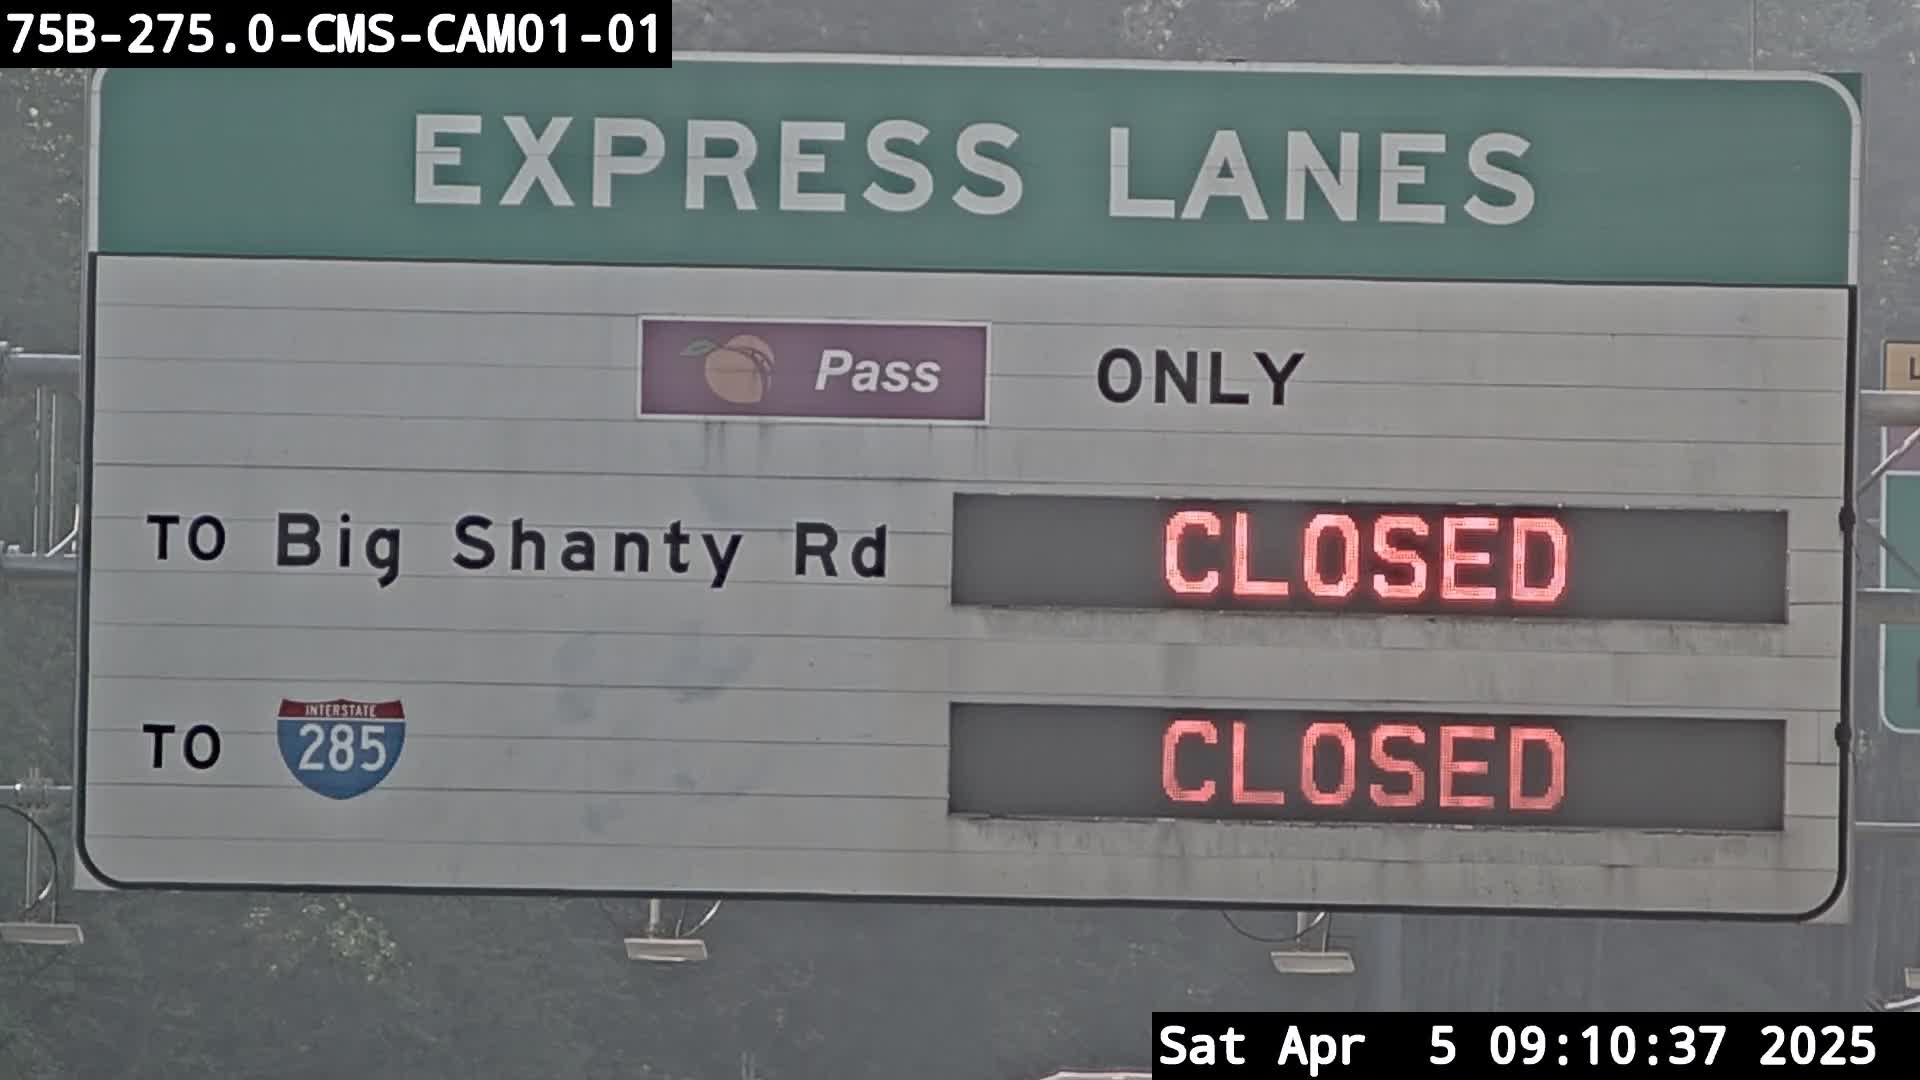 75B-275.0-CMS-CAM01-01
EXPRESS LANES
Pass ONLY
TO Big Shanty Rd CLOSED
TO INTERSTATE 285 CLOSED
Sat Apr 5 09:10:37 2025